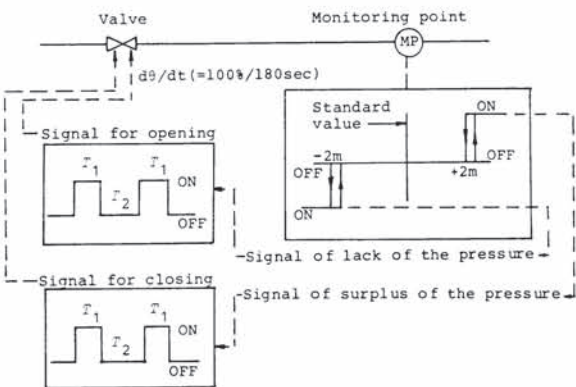 Valve
Monitoring point
MP
dθ/dt(=100%/180sec)
Standard
value
ON
OFF
-2m
+2m
OFF
ON
Signal for opening
T1 T1
T2
ON
OFF
Signal of lack of the pressure
Signal for closing
Signal of surplus of the pressure
T1 T1
T2
ON
OFF